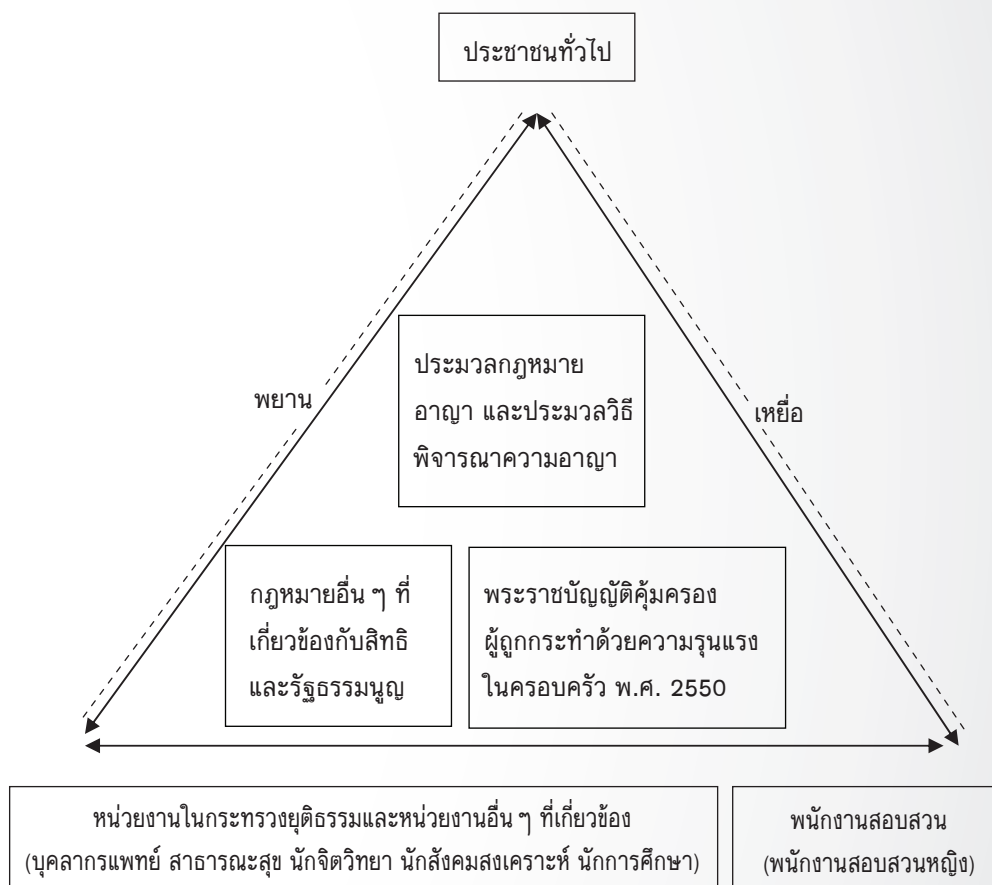 ประชาชนทั่วไป
พยาน
เหยื่อ
ประมวลกฎหมาย
อาญา และประมวลวิธี
พิจารณาความอาญา
กฎหมายอื่น ๆ ที่
เกี่ยวข้องกับสิทธิ
และรัฐธรรมนูญ
พระราชบัญญัติคุ้มครอง
ผู้ถูกกระทำด้วยความรุนแรง
ในครอบครัว พ.ศ. 2550
หน่วยงานในกระทรวงยุติธรรมและหน่วยงานอื่น ๆ ที่เกี่ยวข้อง
(บุคลากรแพทย์ สาธารณะสุข นักจิตวิทยา นักสังคมสงเคราะห์ นักการศึกษา)
พนักงานสอบสวน
(พนักงานสอบสวนหญิง)